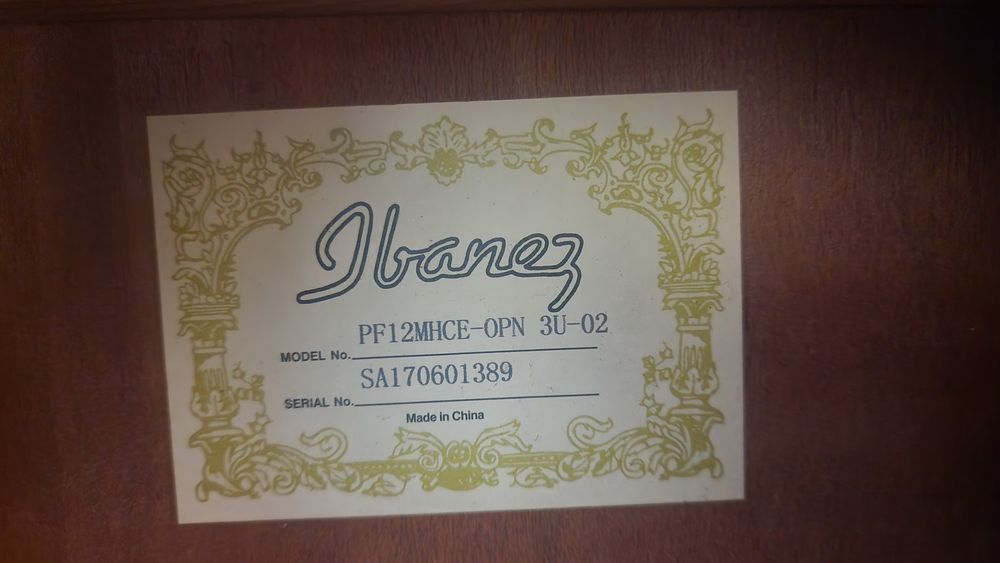 Ibanez
PF12MHCE-OPN 3U-02
MODEL No.
SA170601389
SERIAL No.
Made in China